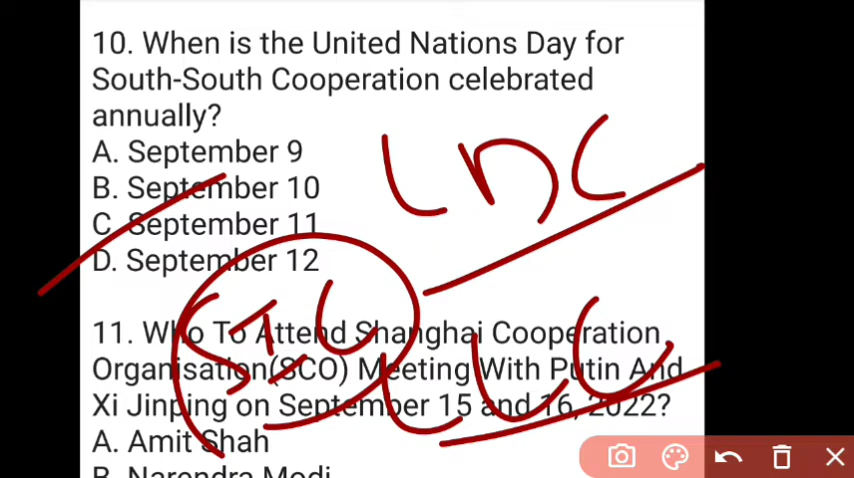 10. When is the United Nations Day for
South-South Cooperation celebrated
annually?
A. September 9
B. September 10
C. September 11
D. September 12
LDC
11. Who To Attend Shanghai Cooperation
Organisation(SCO) Meeting With Putin And
Xi Jinping on September 15 and 16, 2022?
A. Amit Shah
B. Narendra Modi